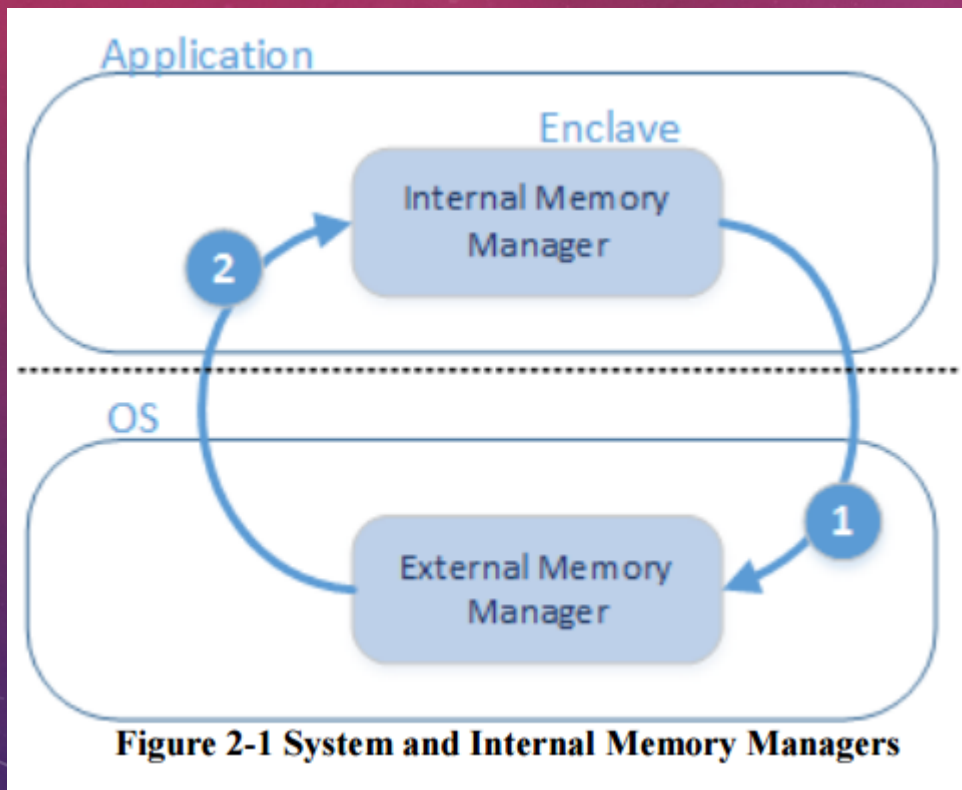 Application
Enclave
Internal Memory
Manager
2
OS
1
External Memory
Manager
Figure 2-1 System and Internal Memory Managers